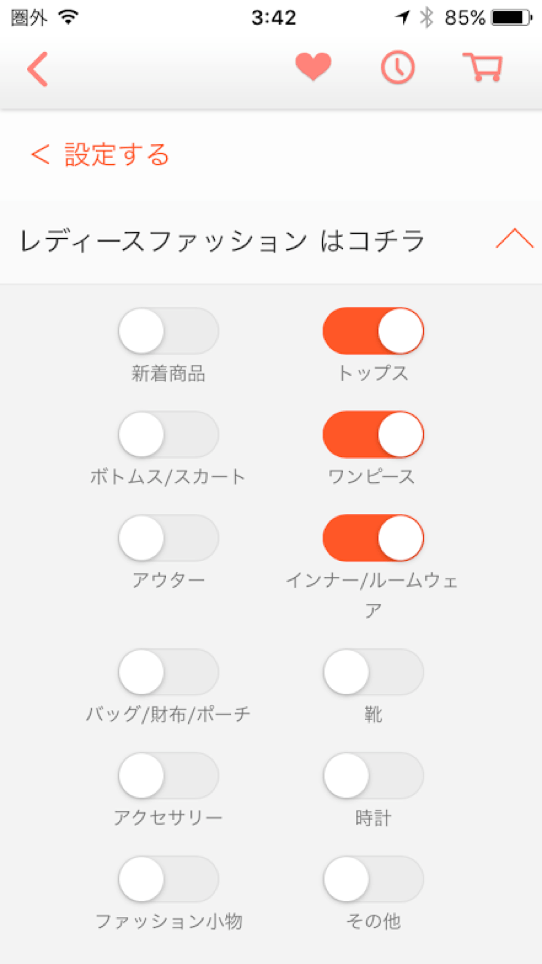 圏外 3:42 85%
< 設定する
レディースファッション はコチラ
新着商品 トップス
ボトムス/スカート ワンピース
アウター インナー/ルームウェ
ア
バッグ/財布/ポーチ 靴
アクセサリー 時計
ファッション小物 その他